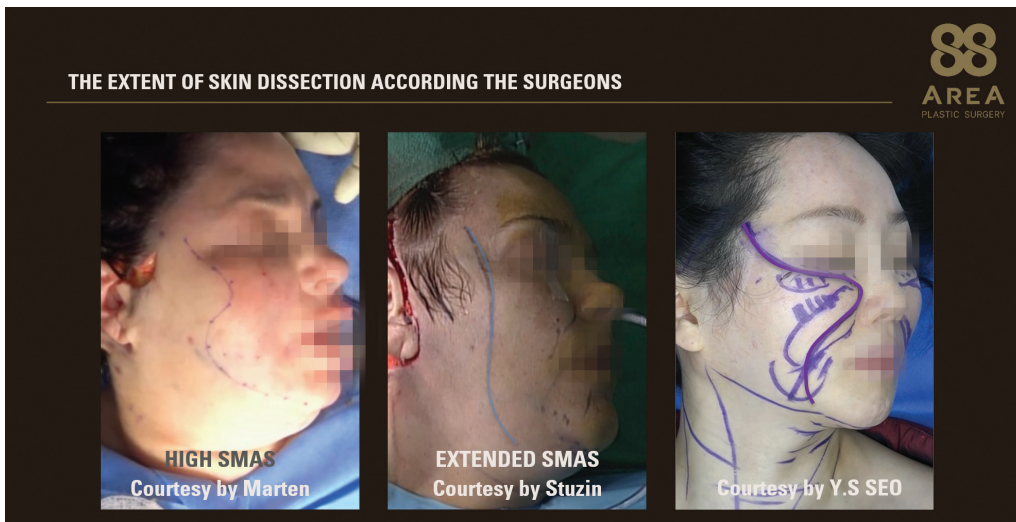 88
AREA
PLASTIC SURGERY
THE EXTENT OF SKIN DISSECTION ACCORDING THE SURGEONS
HIGH SMAS
Courtesy by Marten
EXTENDED SMAS
Courtesy by Stuzin
Courtesy by Y.S SEO